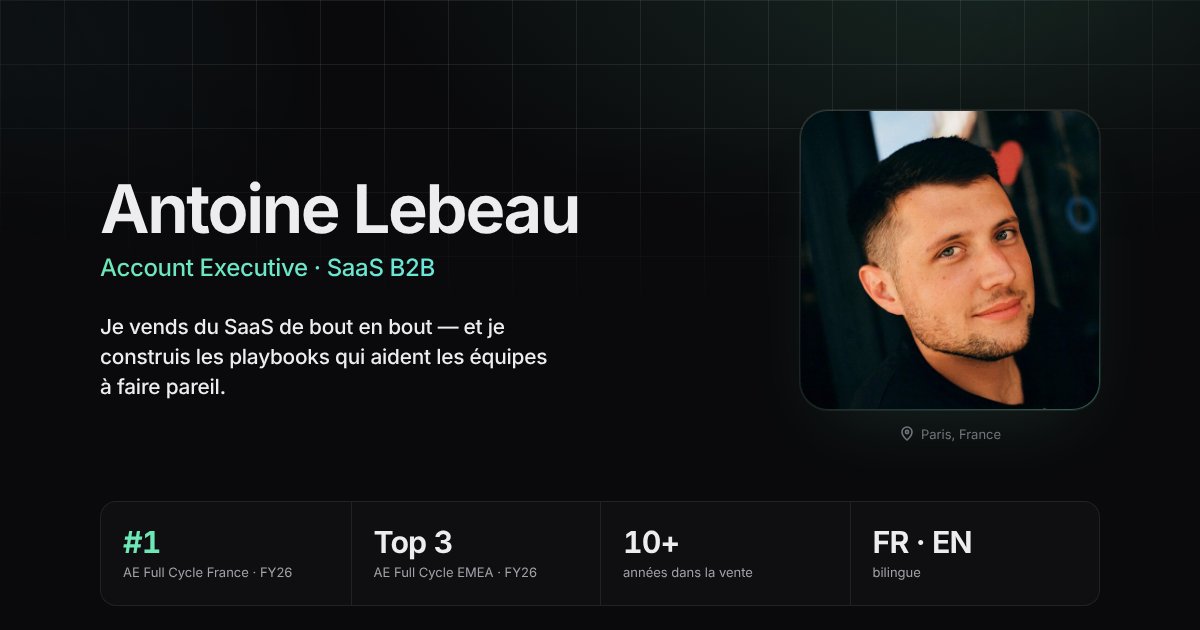 Antoine Lebeau
Account Executive · SaaS B2B
Je vends du SaaS de bout en bout — et je
construis les playbooks qui aident les équipes
à faire pareil.
Paris, France
#1
AE Full Cycle France · FY26
Top 3
AE Full Cycle EMEA · FY26
10+
années dans la vente
FR · EN
bilingue